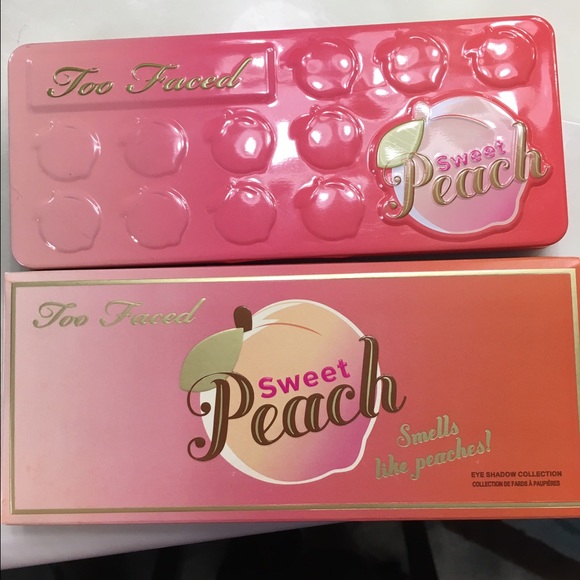 Too Faced
Sweet
Peach
Too Faced
Sweet
Peach
Smells
like peaches!
EYE SHADOW COLLECTION
COLLECTION DE FARDS À PAUPIÈRES